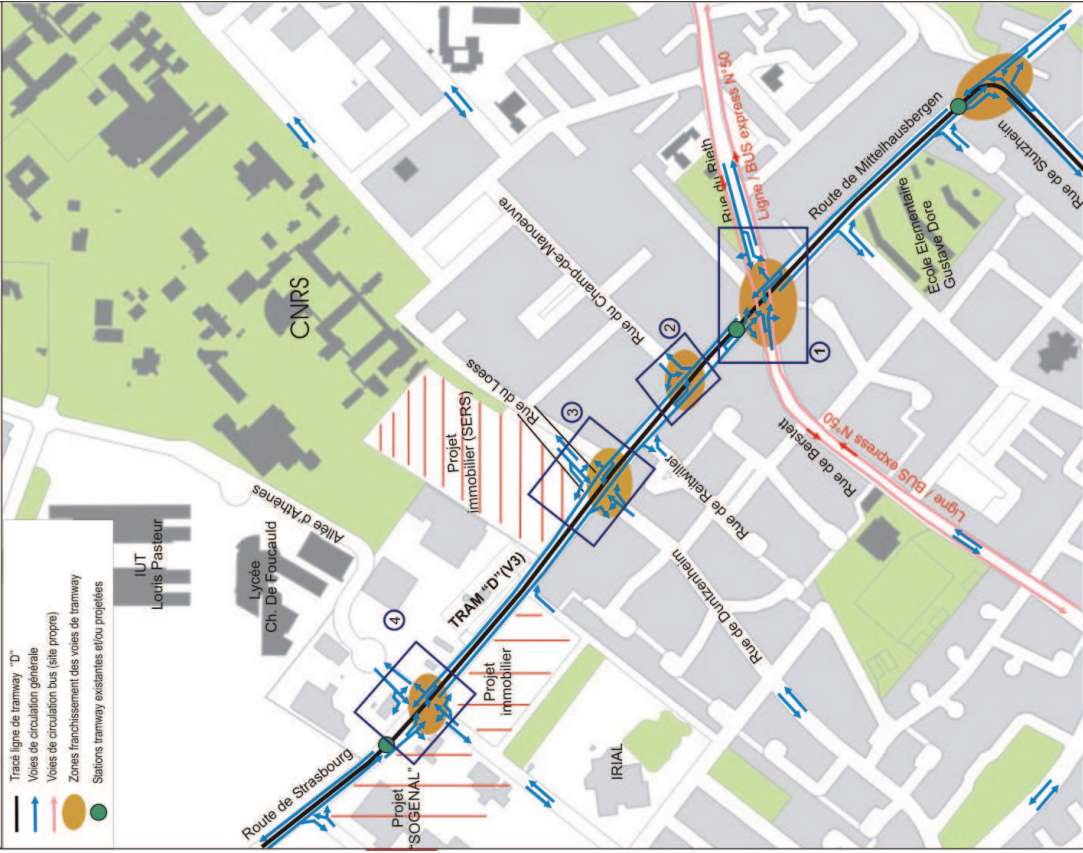 Tracé ligne de tramway "D"
Voies de circulation générale
Voies de circulation bus (site propre)
Zones franchissement des voies de tramway
Stations tramway existantes et/ou projetées
IUT
Louis Pasteur
Lycée
Ch. De Foucauld
Allée d'Athènes
CNRS
Projet
immobilier (SERS)
Rue du Loess
Rue du Champ-de-Manoeuvre
Rue du Rieth
Ligne / BUS express N°50
Route de Mittelhausbergen
Rue de Stutzheim
Ecole Elementaire
Gustave Dore
1
2
3
4
TRAM "D"(V3)
Route de Strasbourg
Projet
"SOGENAL"
Projet
immobilier
IRIAL
Rue de Duntzenheim
Rue de Reitwiller
Rue de Berstett
Ligne / BUS express N°50